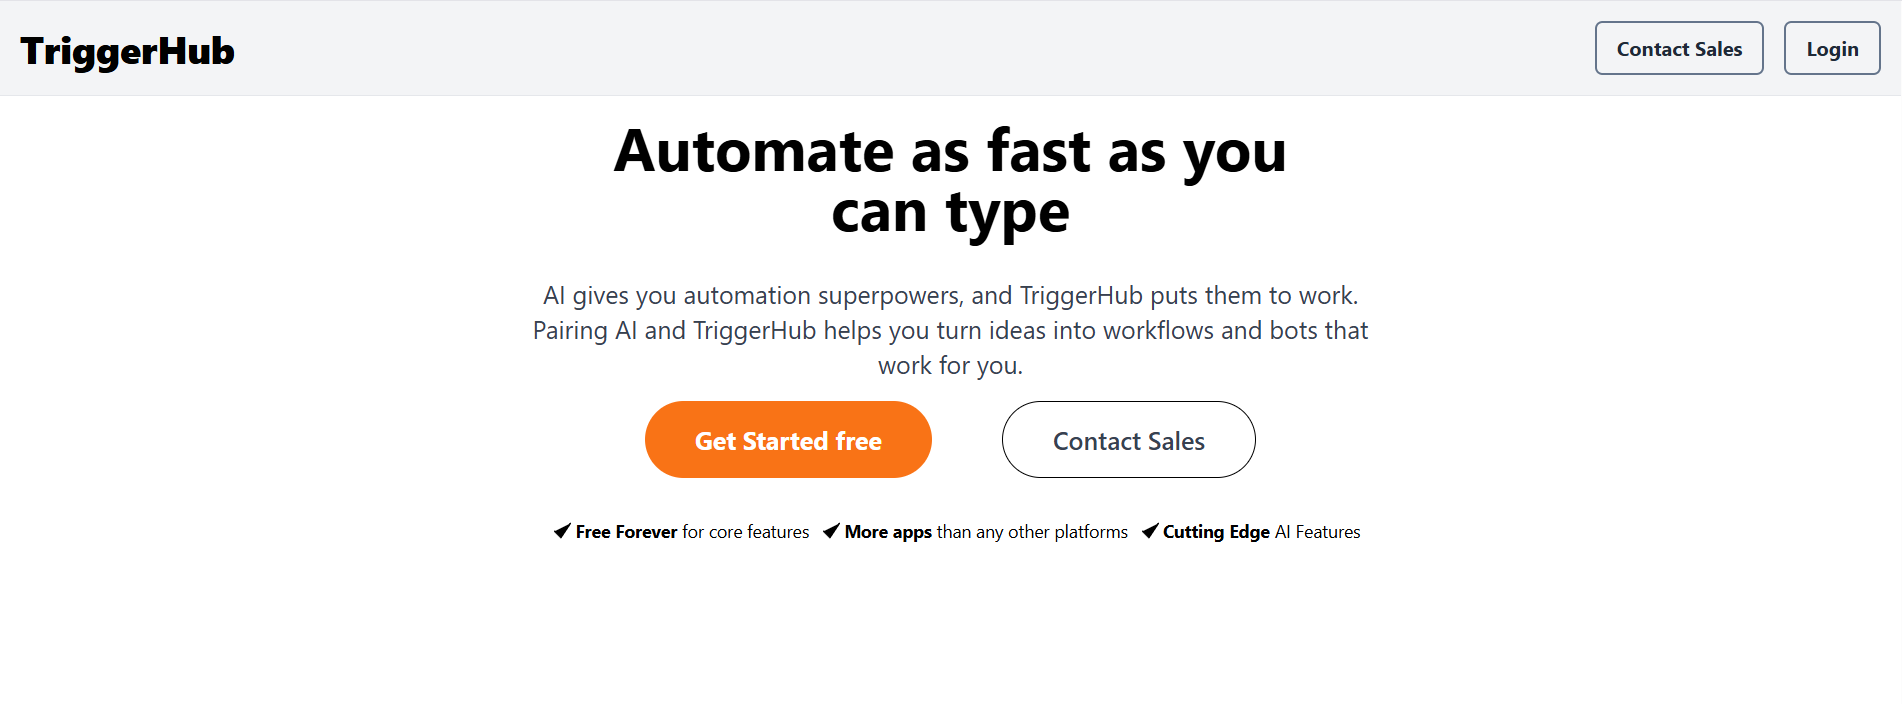 TriggerHub
Contact Sales
Login
Automate as fast as you
can type
AI gives you automation superpowers, and TriggerHub puts them to work.
Pairing AI and TriggerHub helps you turn ideas into workflows and bots that
work for you.
Get Started free
Contact Sales
Free Forever for core features
More apps than any other platforms
Cutting Edge AI Features